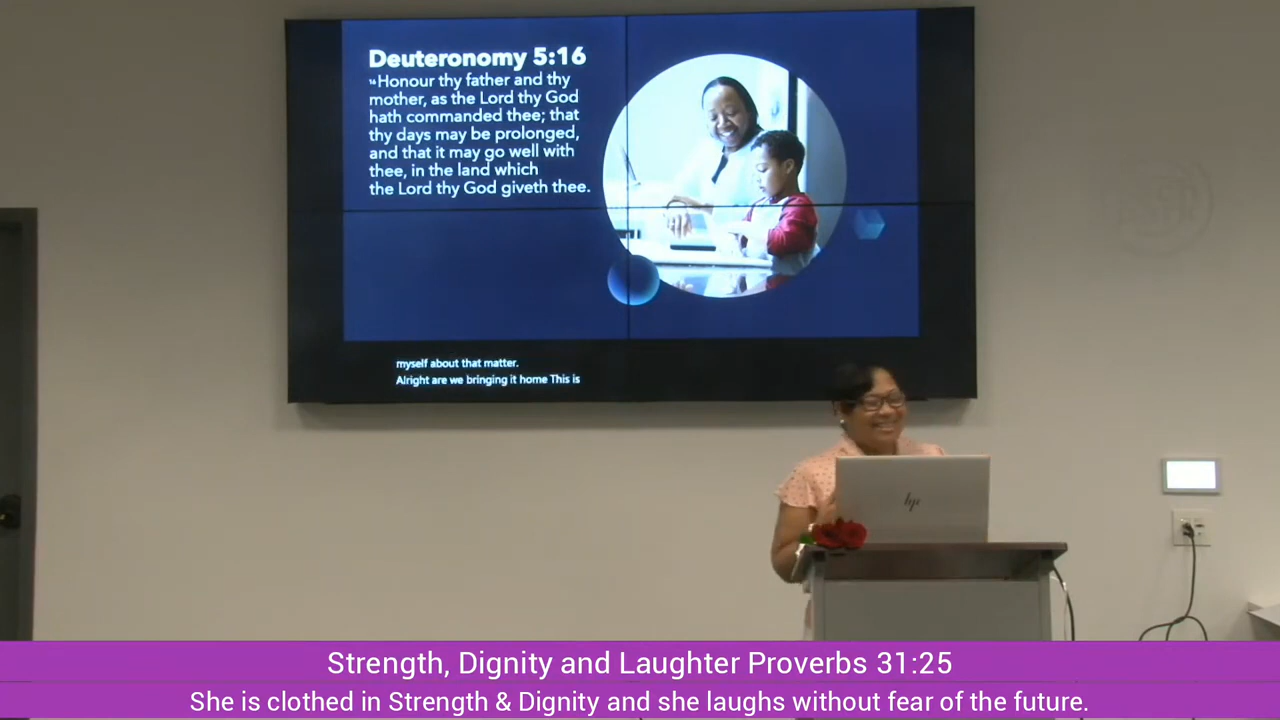 Deuteronomy 5:16
16 Honour thy father and thy
mother, as the Lord thy God
hath commanded thee; that
thy days may be prolonged,
and that it may go well with
thee, in the land which
the Lord thy God giveth thee.
myself about that matter.
Alright are we bringing it home This is
hp
Strength, Dignity and Laughter Proverbs 31:25
She is clothed in Strength & Dignity and she laughs without fear of the future.